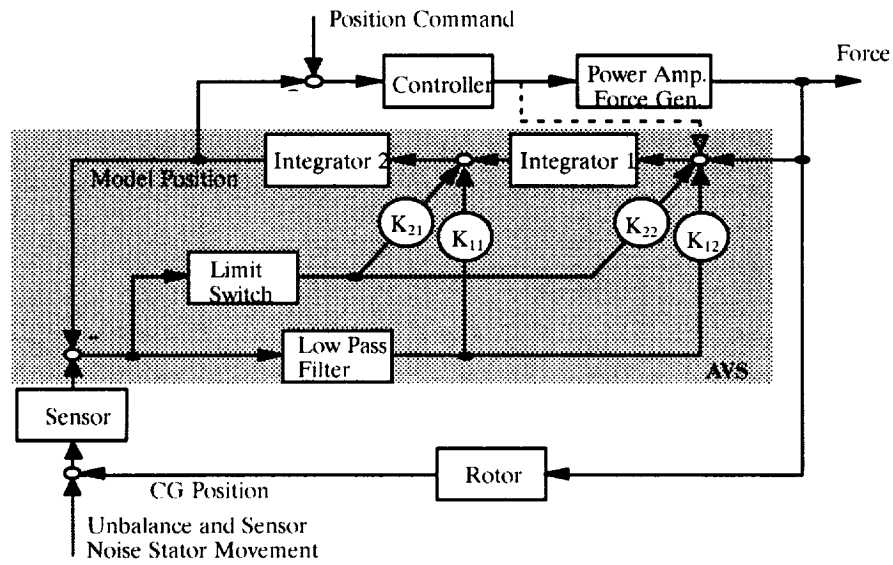 Position Command
Force
Controller
Power Amp.
Force Gen.
Integrator 2
Integrator 1
Model Position
K21
K11
K22
K12
Limit
Switch
Low Pass
Filter
AVS
Sensor
Rotor
CG Position
Unbalance and Sensor
Noise Stator Movement